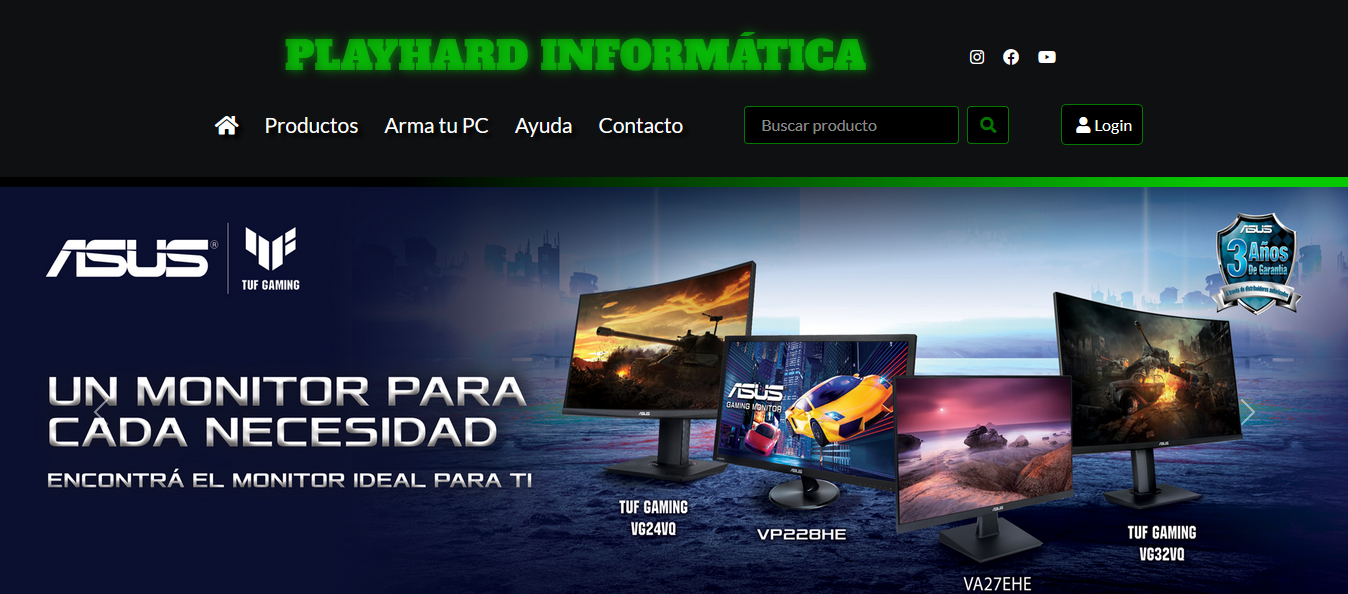 PLAYHARD INFORMÁTICA
Productos
Arma tu PC
Ayuda
Contacto
Buscar producto
Login
ASUS®
TUF GAMING
ASUS
3 Años
De Garantía
UN MONITOR PARA
CADA NECESIDAD
ENCONTRÁ EL MONITOR IDEAL PARA TI
ASUS
GAMING MONITOR
TUF GAMING
VG24VQ
VP228HE
VA27EHE
TUF GAMING
VG32VQ